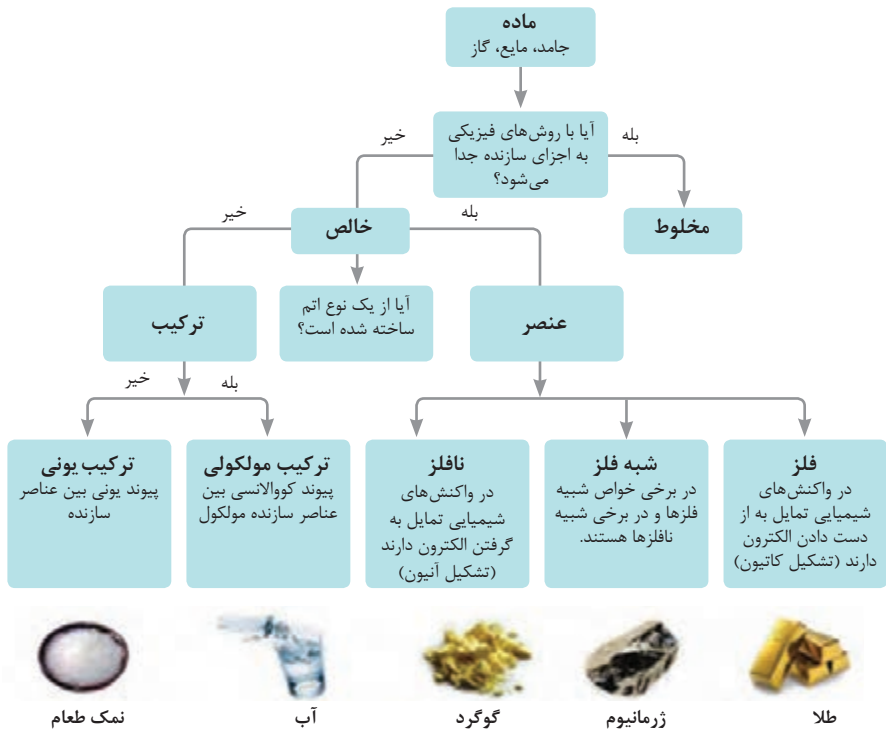 ماده
جامد، مایع، گاز
آیا با روش‌های فیزیکی
به اجزای سازنده جدا
می‌شود؟
بله
خیر
مخلوط
خالص
بله
خیر
آیا از یک نوع اتم
ساخته شده است؟
عنصر
ترکیب
بله
خیر
فلز
در واکنش‌های
شیمیایی تمایل به از
دست دادن الکترون
دارند (تشکیل کاتیون)
شبه فلز
در برخی خواص شبیه
فلزها و در برخی شبیه
نافلزها هستند.
نافلز
در واکنش‌های
شیمیایی تمایل به
گرفتن الکترون دارند
(تشکیل آنیون)
ترکیب مولکولی
پیوند کووالانسی بین
عناصر سازنده مولکول
ترکیب یونی
پیوند یونی بین عناصر
سازنده
طلا
ژرمانیوم
گوگرد
آب
نمک طعام